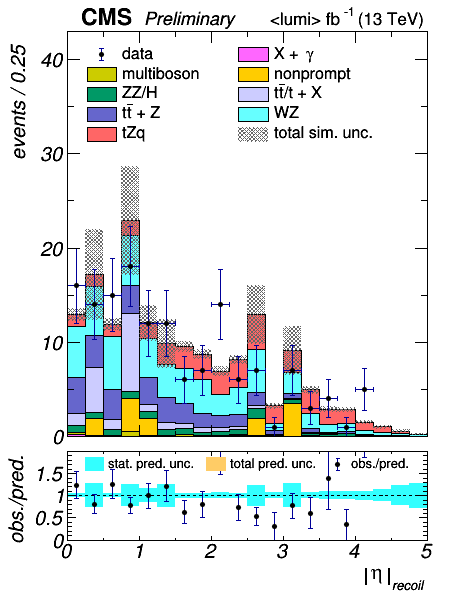 CMS Preliminary <lumi> fb⁻¹ (13 TeV)
events / 0.25
40
30
20
10
0
data
X + γ
multiboson
nonprompt
ZZ/H
tt̄/t + X
tt̄ + Z
WZ
tZq
total sim. unc.
obs./pred.
1.5
1
0.5
0
stat. pred. unc.
total pred. unc.
obs./pred.
0 1 2 3 4 5
|η|recoil